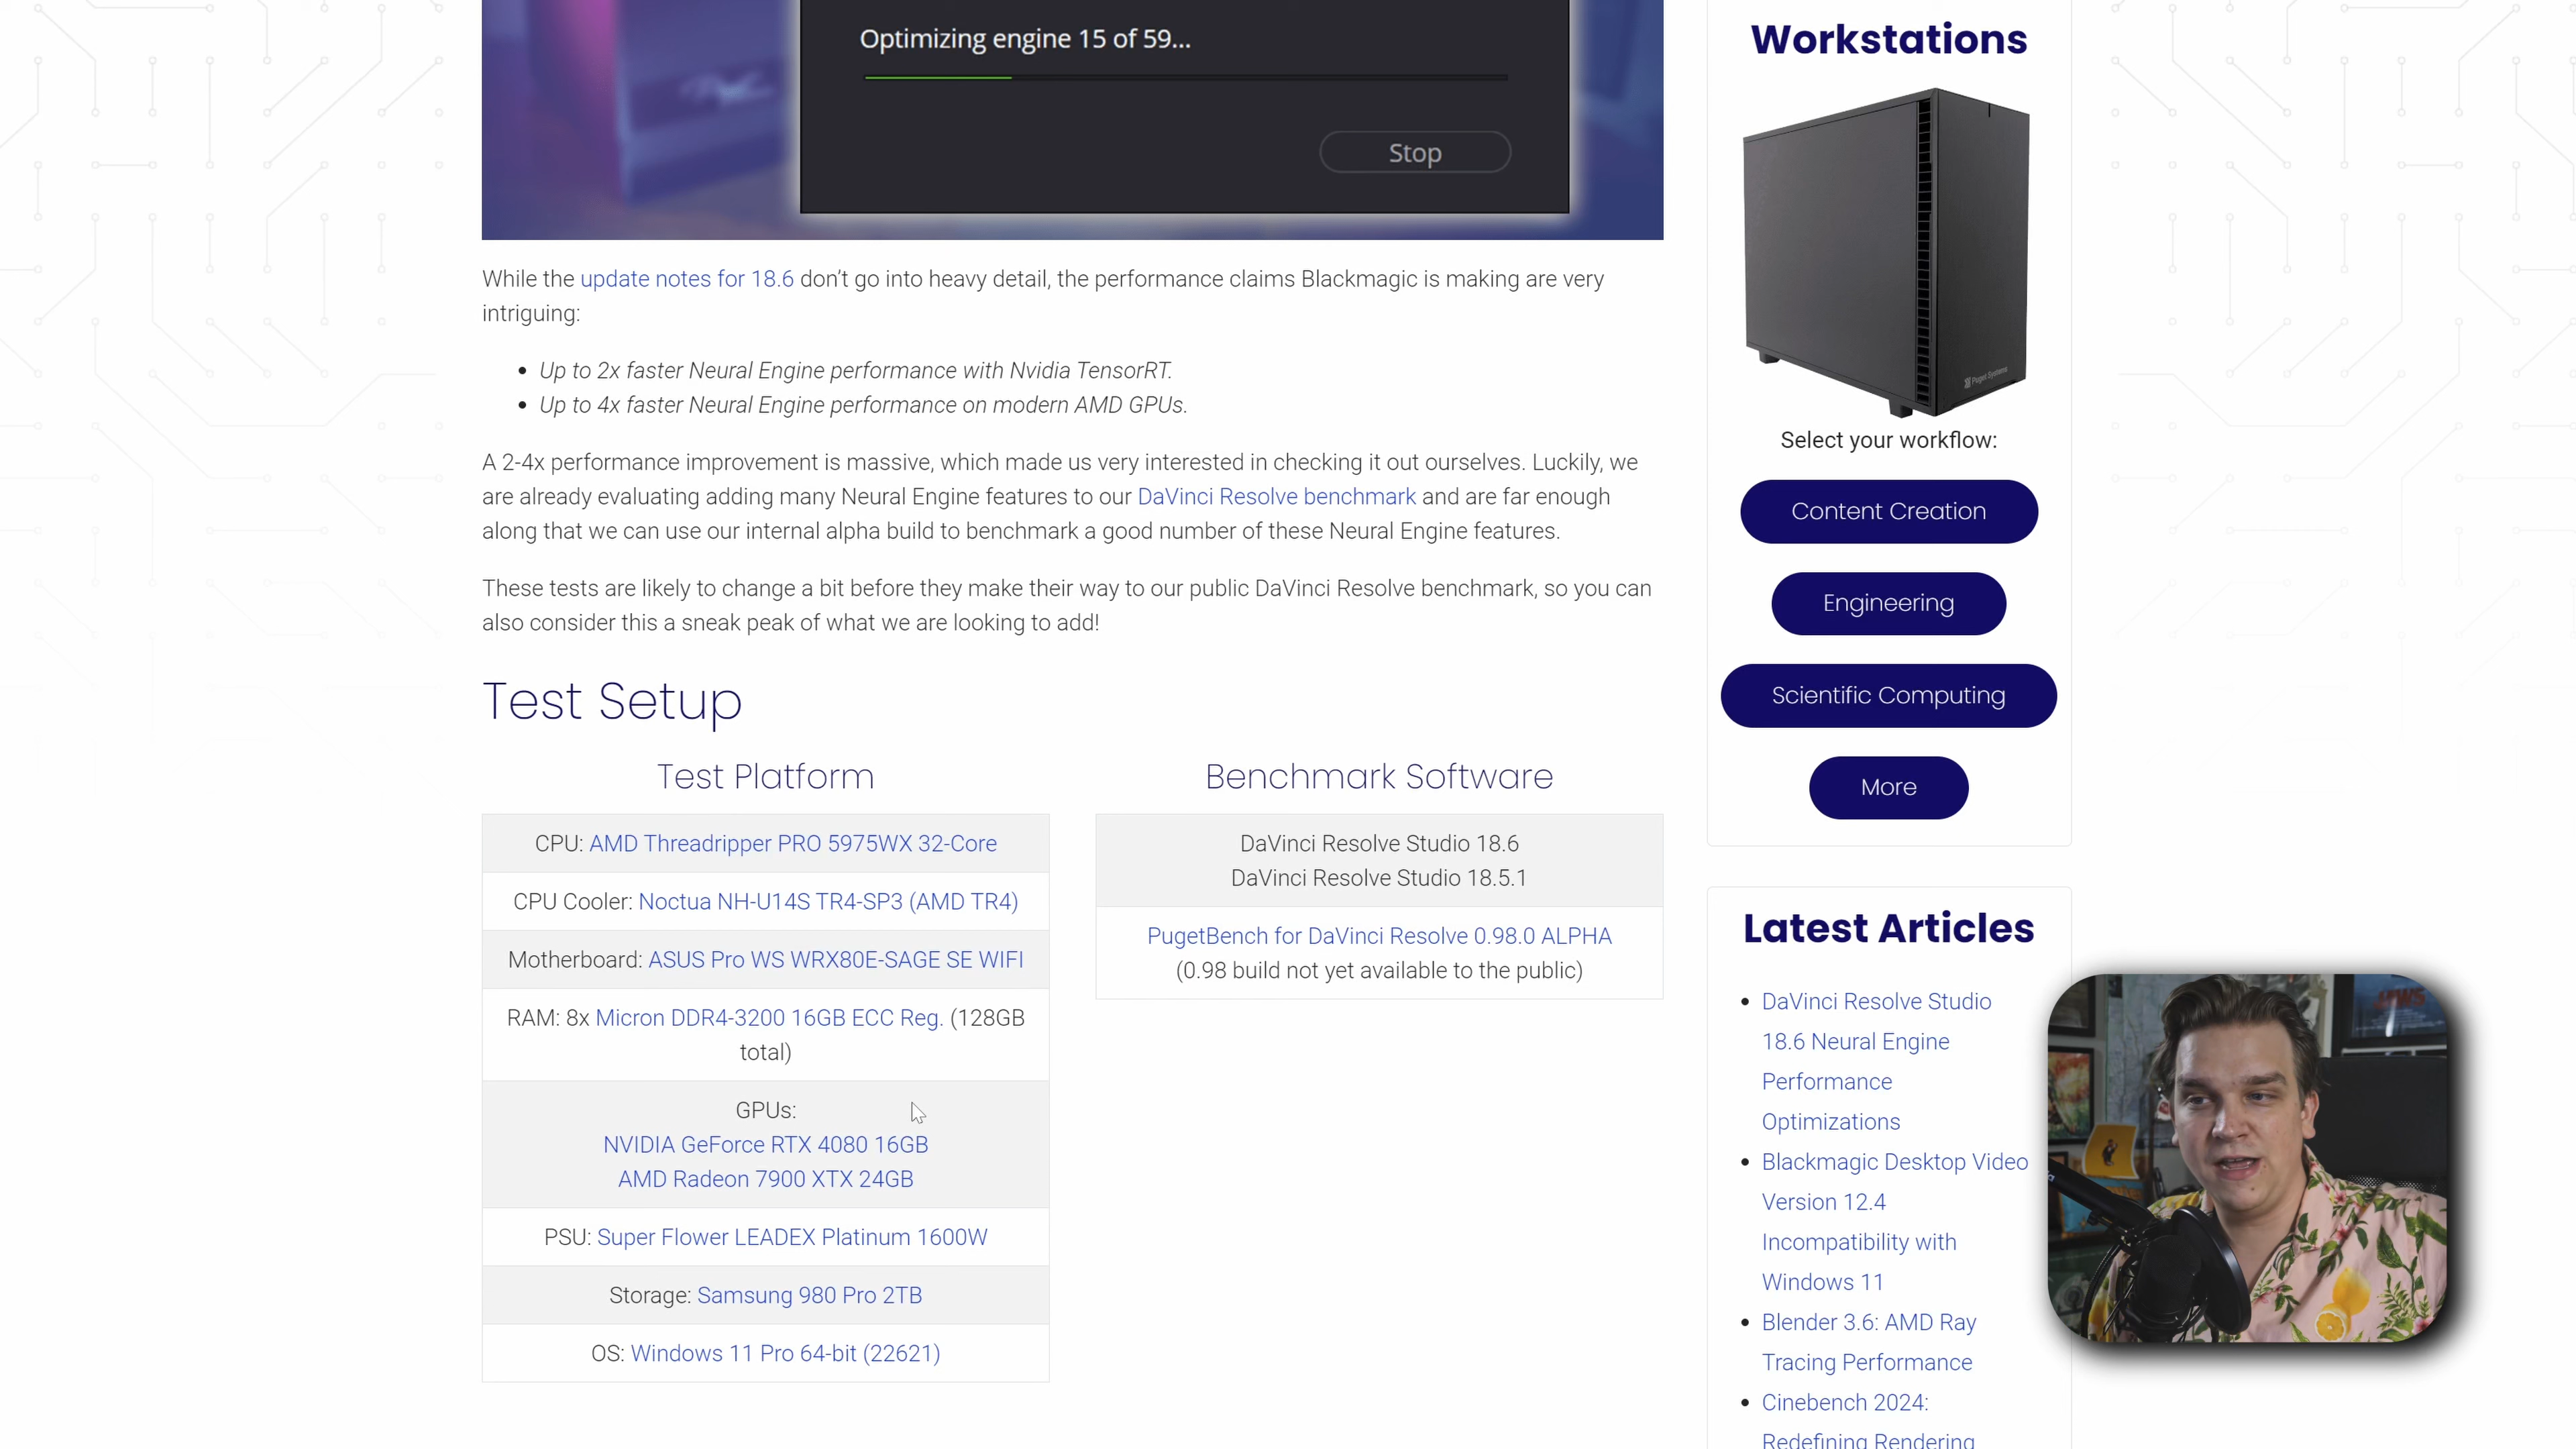 Optimizing engine 15 of 59...
Stop
While the update notes for 18.6 don’t go into heavy detail, the performance claims Blackmagic is making are very
intriguing:
• Up to 2x faster Neural Engine performance with Nvidia TensorRT.
• Up to 4x faster Neural Engine performance on modern AMD GPUs.
A 2-4x performance improvement is massive, which made us very interested in checking it out ourselves. Luckily, we
are already evaluating adding many Neural Engine features to our DaVinci Resolve benchmark and are far enough
along that we can use our internal alpha build to benchmark a good number of these Neural Engine features.
These tests are likely to change a bit before they make their way to our public DaVinci Resolve benchmark, so you can
also consider this a sneak peak of what we are looking to add!
Test Setup
Test Platform
CPU: AMD Threadripper PRO 5975WX 32-Core
CPU Cooler: Noctua NH-U14S TR4-SP3 (AMD TR4)
Motherboard: ASUS Pro WS WRX80E-SAGE SE WIFI
RAM: 8x Micron DDR4-3200 16GB ECC Reg. (128GB
total)
GPUs:
NVIDIA GeForce RTX 4080 16GB
AMD Radeon 7900 XTX 24GB
PSU: Super Flower LEADEX Platinum 1600W
Storage: Samsung 980 Pro 2TB
OS: Windows 11 Pro 64-bit (22621)
Benchmark Software
DaVinci Resolve Studio 18.6
DaVinci Resolve Studio 18.5.1
PugetBench for DaVinci Resolve 0.98.0 ALPHA
(0.98 build not yet available to the public)
Workstations
Puget Systems
Select your workflow:
Content Creation
Engineering
Scientific Computing
More
Latest Articles
• DaVinci Resolve Studio
18.6 Neural Engine
Performance
Optimizations
• Blackmagic Desktop Video
Version 12.4
Incompatibility with
Windows 11
• Blender 3.6: AMD Ray
Tracing Performance
• Cinebench 2024:
Redefining Rendering